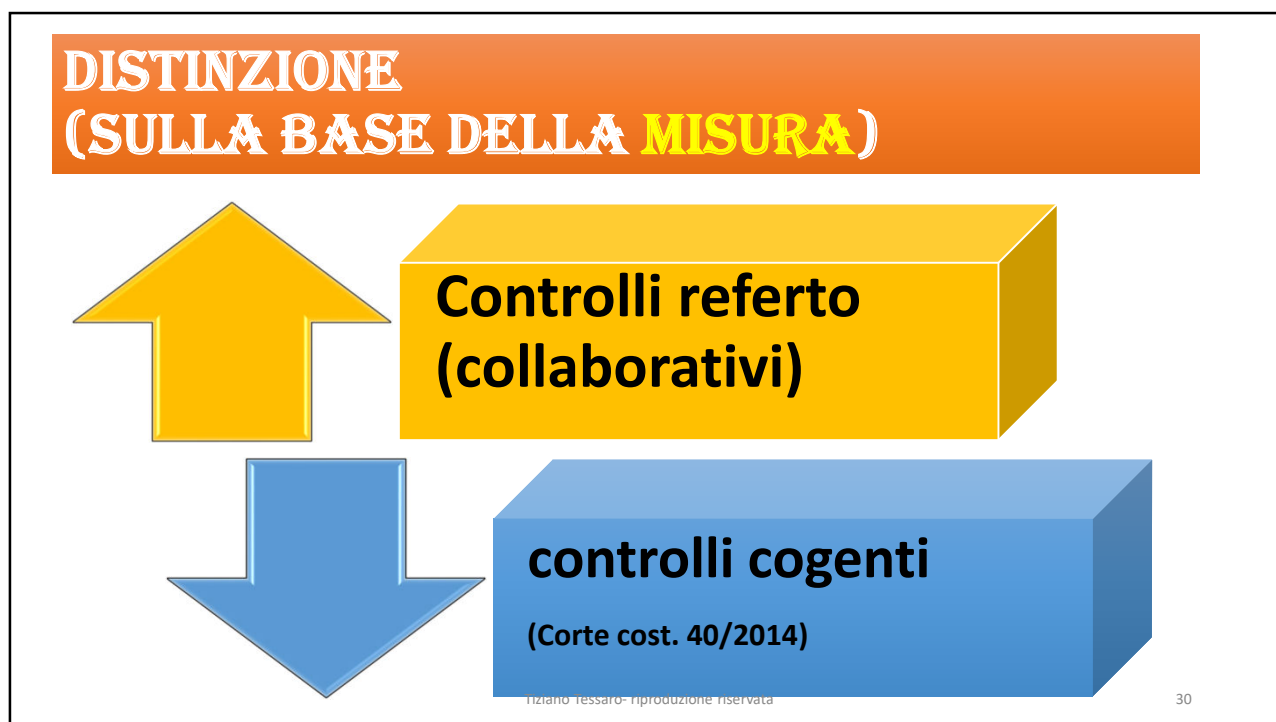 DISTINZIONE
(SULLA BASE DELLA MISURA)
Controlli referto
(collaborativi)
controlli cogenti
(Corte cost. 40/2014)
Tiziano Tessaro- riproduzione riservata
30